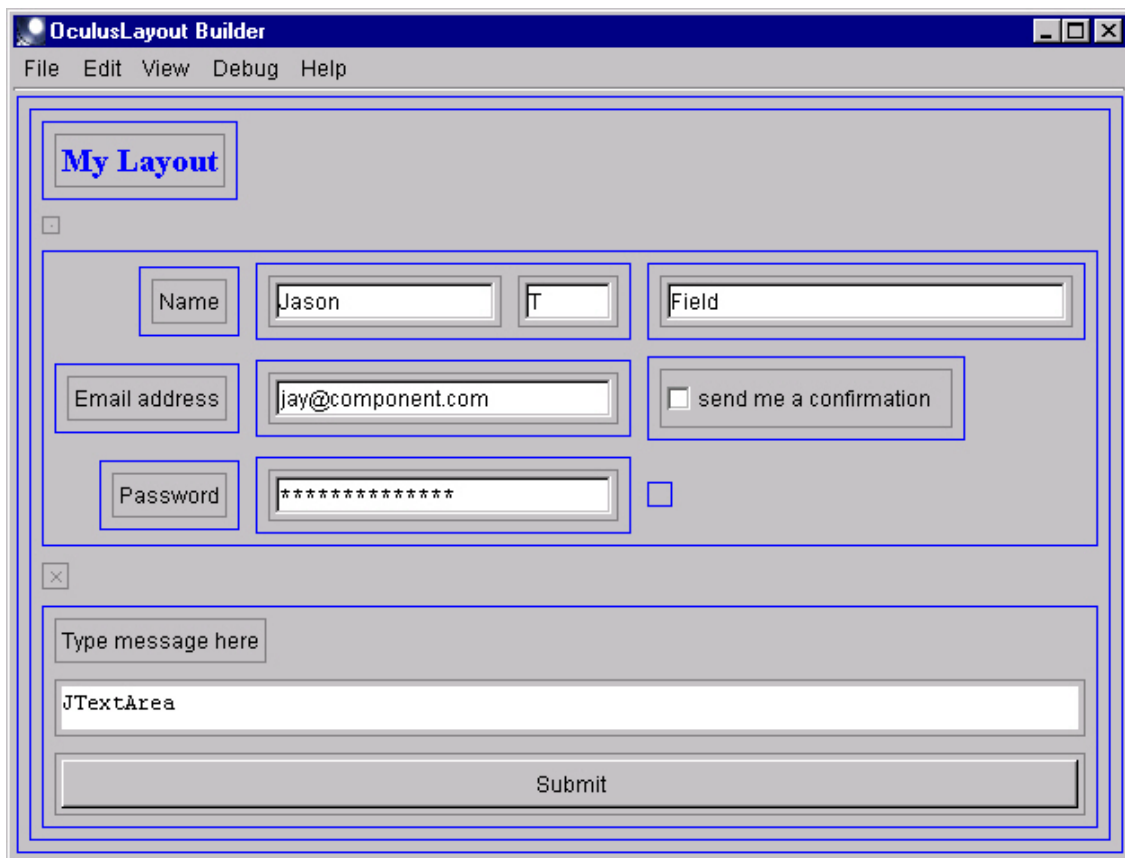 OculusLayout Builder
File Edit View Debug Help
My Layout
Name Jason T Field
Email address jay@component.com send me a confirmation
Password **************
Type message here
JTextArea
Submit